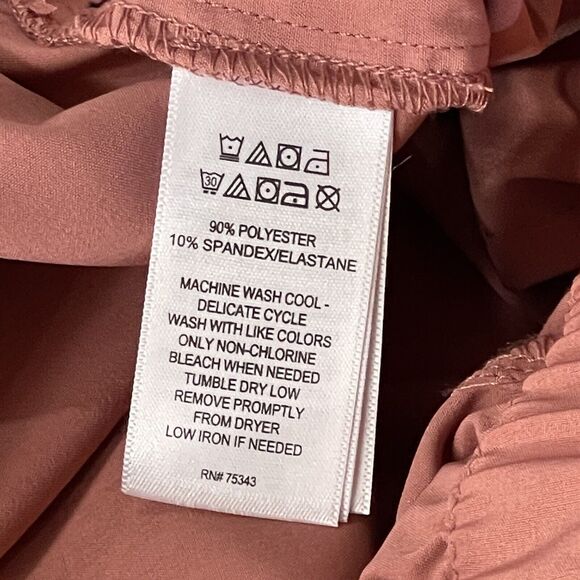 30
90% POLYESTER
10% SPANDEX/ELASTANE
MACHINE WASH COOL -
DELICATE CYCLE
WASH WITH LIKE COLORS
ONLY NON-CHLORINE
BLEACH WHEN NEEDED
TUMBLE DRY LOW
REMOVE PROMPTLY
FROM DRYER
LOW IRON IF NEEDED
RN# 75343